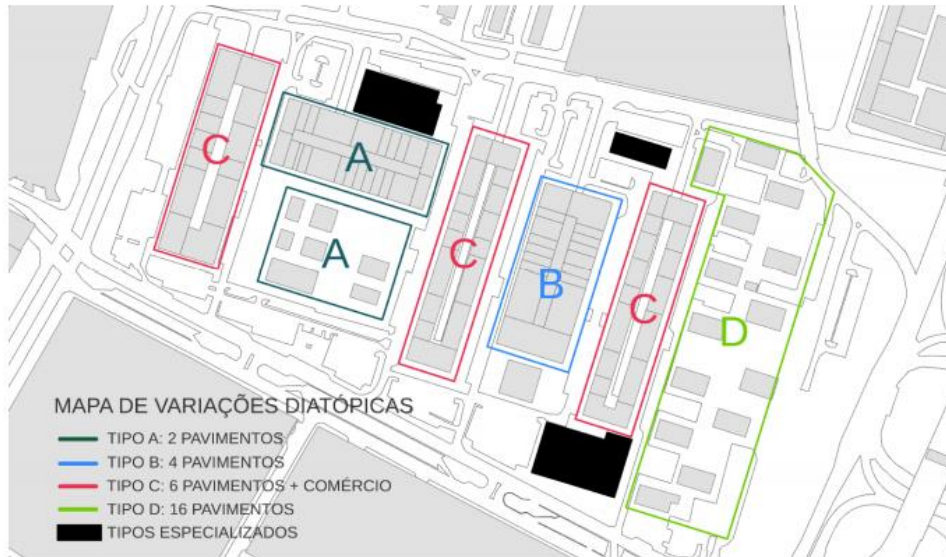 C
A
A
C
B
C
D
MAPA DE VARIAÇÕES DIATÓPICAS
TIPO A: 2 PAVIMENTOS
TIPO B: 4 PAVIMENTOS
TIPO C: 6 PAVIMENTOS + COMÉRCIO
TIPO D: 16 PAVIMENTOS
TIPOS ESPECIALIZADOS